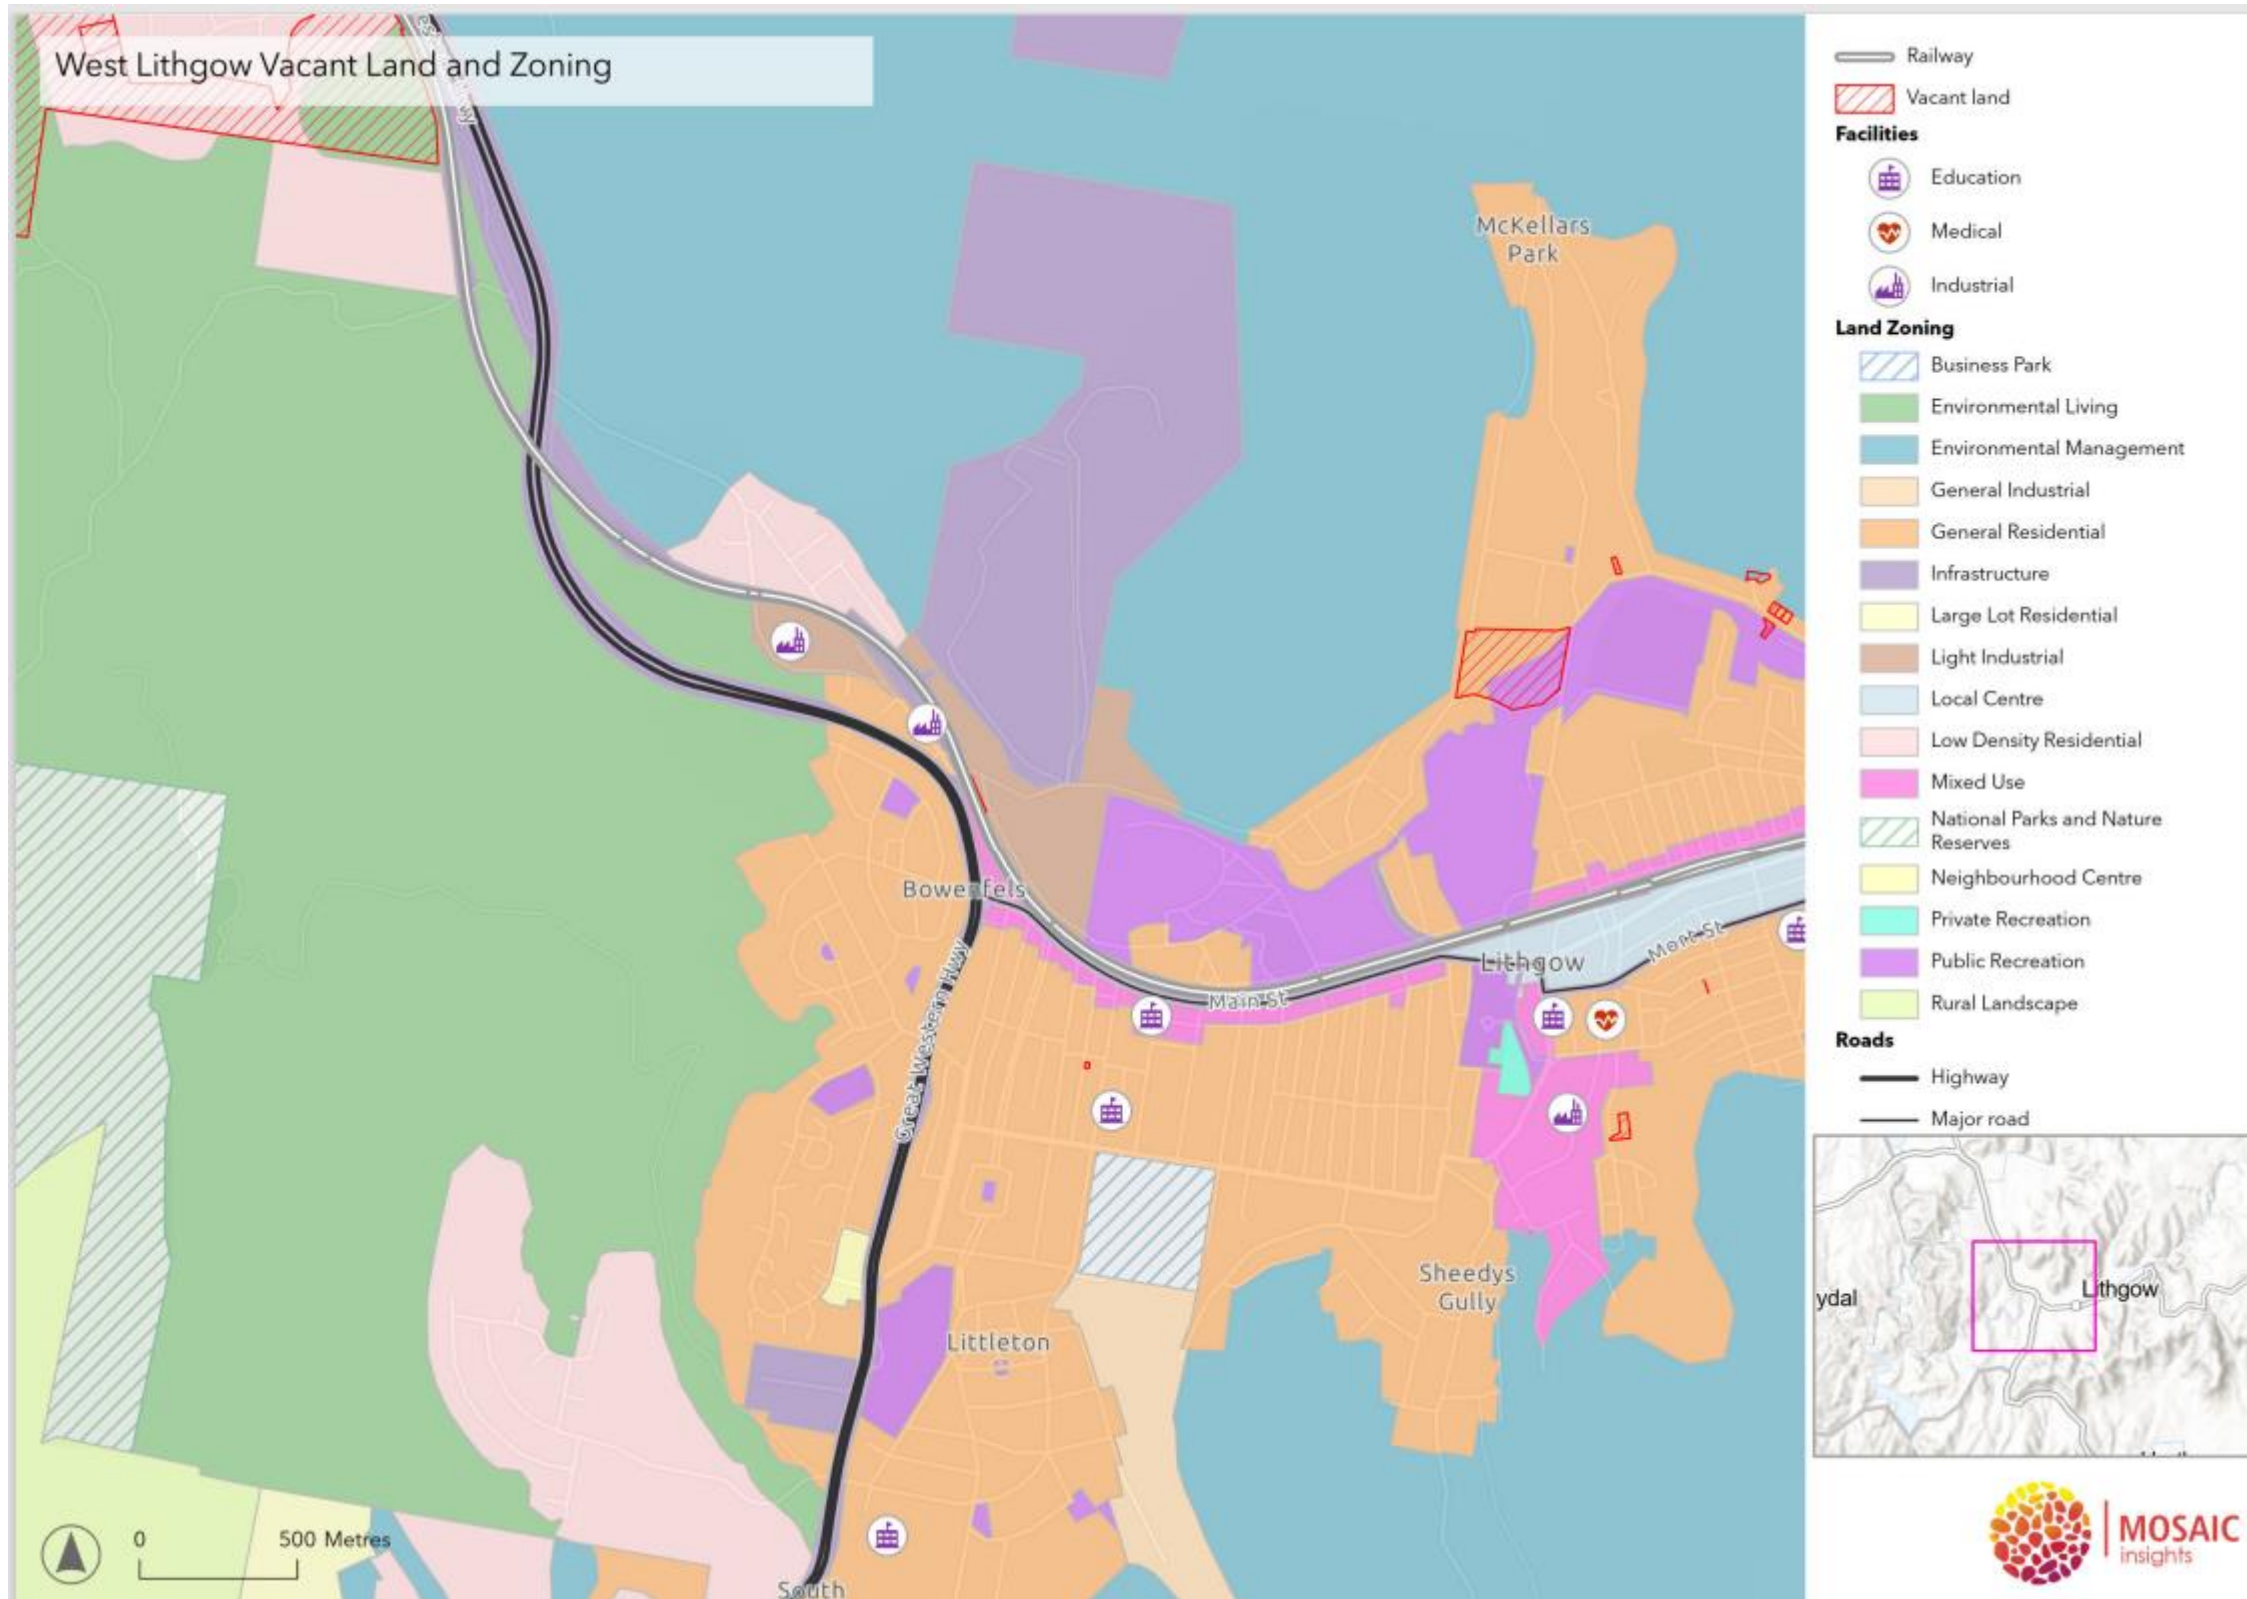 West Lithgow Vacant Land and Zoning
McKellars
Park
Bowenfels
Great Western Hwy
Main St
Lithgow
Mort St
Sheedys
Gully
Littleton
South
0
500 Metres
Railway
Vacant land
Facilities
Education
Medical
Industrial
Land Zoning
Business Park
Environmental Living
Environmental Management
General Industrial
General Residential
Infrastructure
Large Lot Residential
Light Industrial
Local Centre
Low Density Residential
Mixed Use
National Parks and Nature
Reserves
Neighbourhood Centre
Private Recreation
Public Recreation
Rural Landscape
Roads
Highway
Major road
ydal
Lithgow
MOSAIC
insights